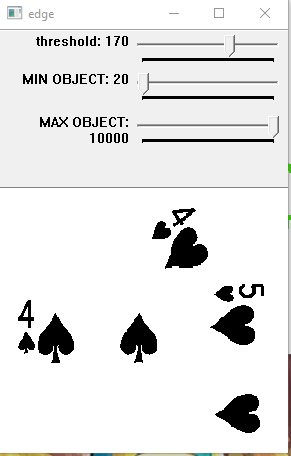 edge
threshold: 170
MIN OBJECT: 20
MAX OBJECT:
10000
4
5
4